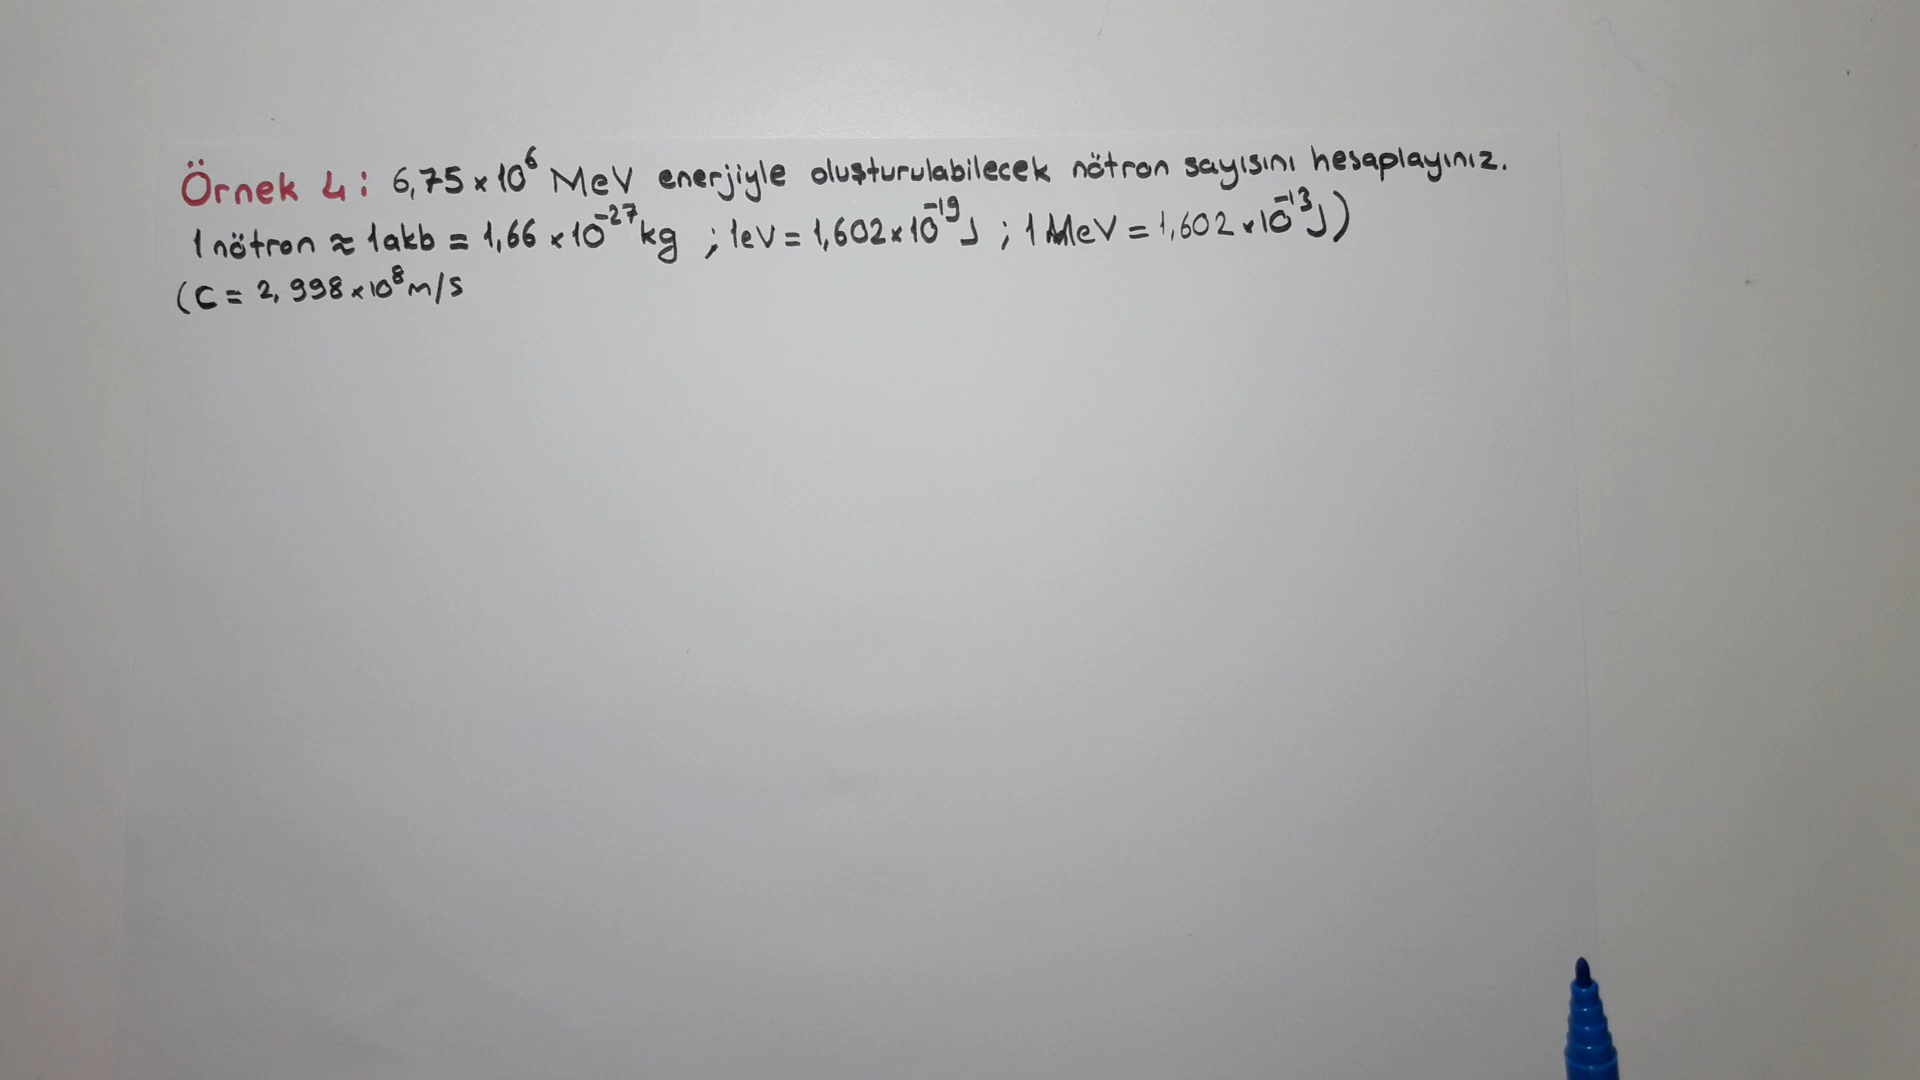 Örnek 4: 6,75 x 10⁶ MeV enerjiyle oluşturulabilecek nötron sayısını hesaplayınız.
1 nötron ≈ 1akb = 1,66 x 10⁻²⁷ kg ; 1eV = 1,602 x 10⁻¹⁹ J ; 1 MeV = 1,602 x 10⁻¹³ J)
(C = 2,998 x 10⁸ m/s